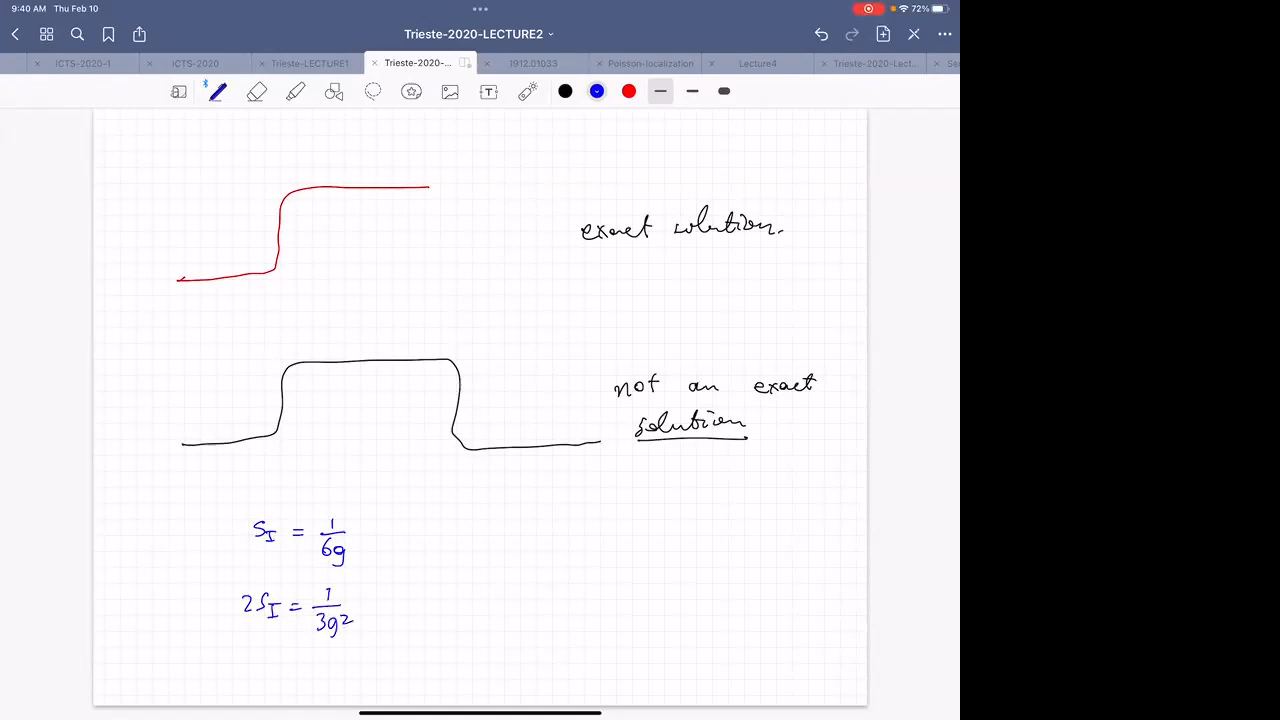 9:40 AM Thu Feb 10
72%
Trieste-2020-LECTURE2
ICTS-2020-1
ICTS-2020
Trieste-LECTURE1
Trieste-2020-...
1912.01033
Poisson-localization
Lecture4
Trieste-2020-Lect...
Se
exact solution.
not an exact
solution
S_I = 1/6g
2S_I = 1/3g²